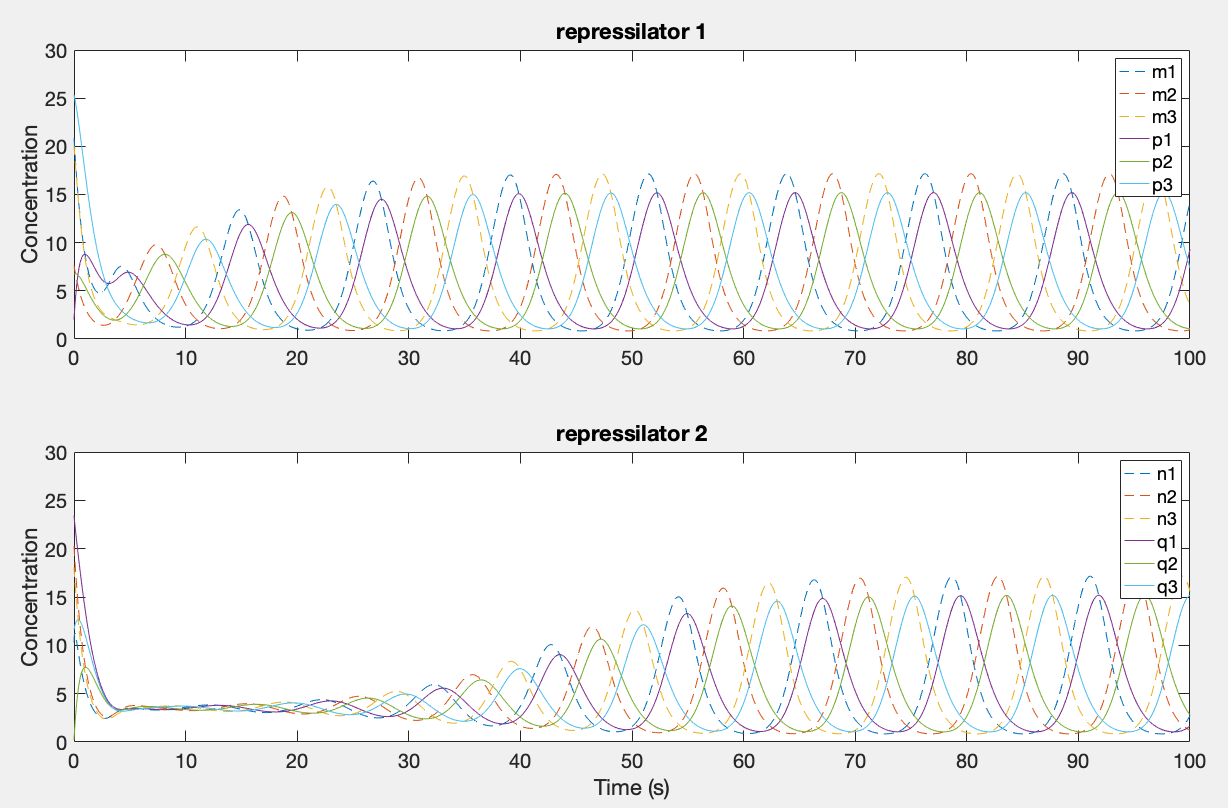 repressilator 1
Concentration
30
25
20
15
10
5
0
0 10 20 30 40 50 60 70 80 90 100
m1
m2
m3
p1
p2
p3
repressilator 2
Concentration
30
25
20
15
10
5
0
0 10 20 30 40 50 60 70 80 90 100
Time (s)
n1
n2
n3
q1
q2
q3